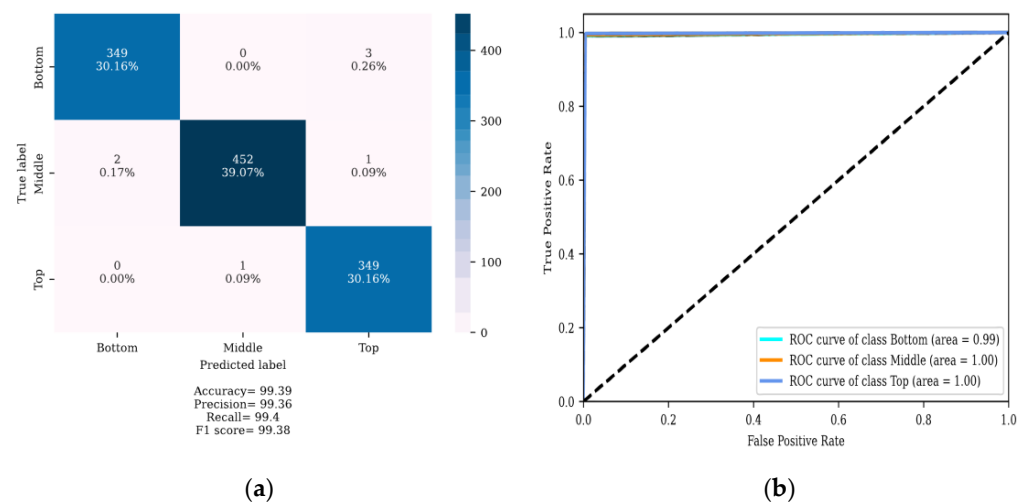 349
30.16%
0
0.00%
3
0.26%
2
0.17%
452
39.07%
1
0.09%
0
0.00%
1
0.09%
349
30.16%
True label
Bottom
Middle
Top
Bottom Middle Top
Predicted label
Accuracy= 99.39
Precision= 99.36
Recall= 99.4
F1 score= 99.38
400
300
200
100
0
(a)
True Positive Rate
1.0
0.8
0.6
0.4
0.2
0.0
0.0 0.2 0.4 0.6 0.8 1.0
False Positive Rate
ROC curve of class Bottom (area = 0.99)
ROC curve of class Middle (area = 1.00)
ROC curve of class Top (area = 1.00)
(b)